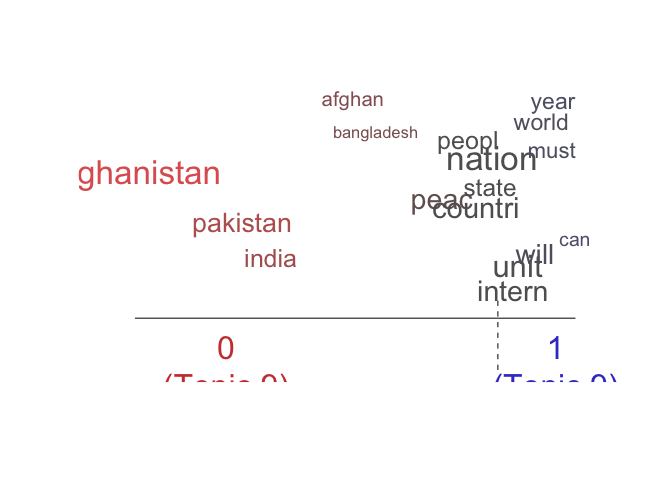 afghan
year
world
bangladesh
peopl
must
nation
ghanistan
state
peac
countri
pakistan
can
india
will
unit
intern
0
1
(Topic 9)
(Topic 9)